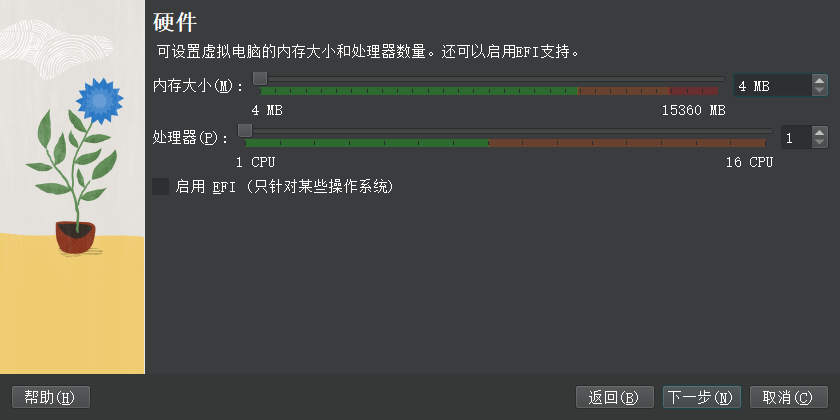 硬件
可设置虚拟电脑的内存大小和处理器数量。还可以启用EFI支持。
内存大小(M): 4 MB
4 MB 15360 MB
处理器(P): 1
1 CPU 16 CPU
启用 EFI (只针对某些操作系统)
帮助(H) 返回(B) 下一步(N) 取消(C)